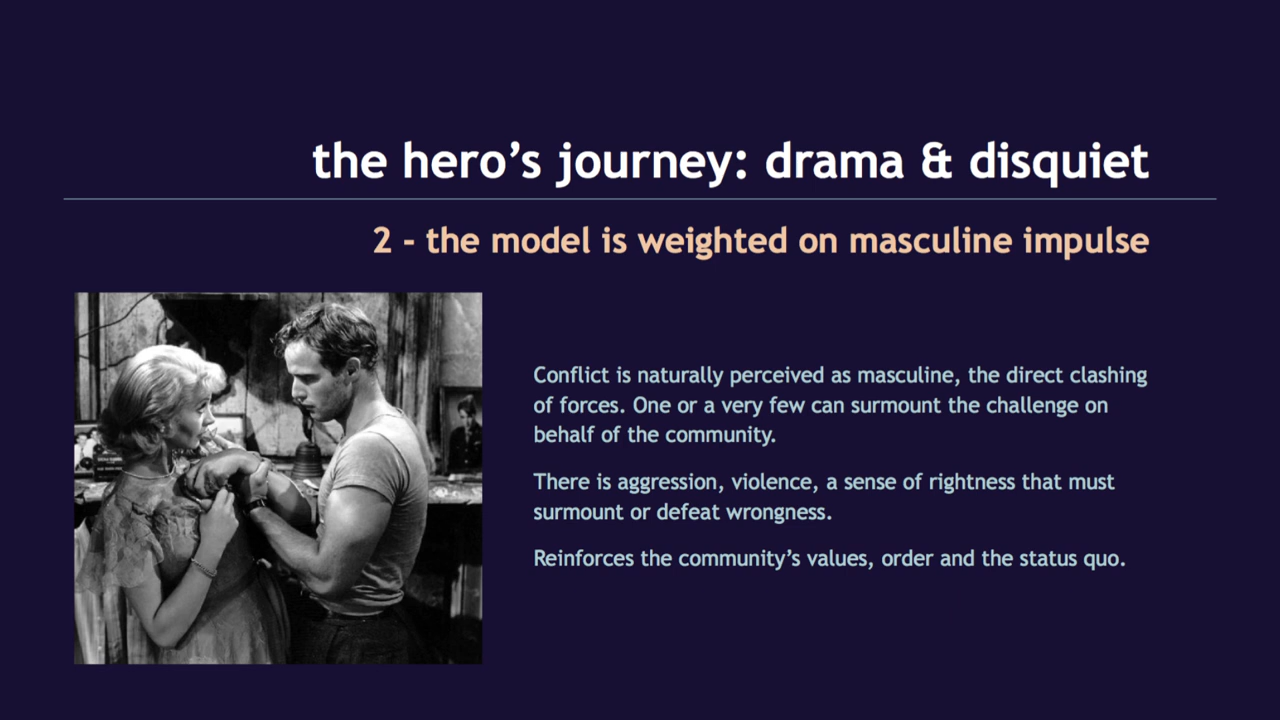 the hero’s journey: drama & disquiet
2 - the model is weighted on masculine impulse
Conflict is naturally perceived as masculine, the direct clashing
of forces. One or a very few can surmount the challenge on
behalf of the community.
There is aggression, violence, a sense of rightness that must
surmount or defeat wrongness.
Reinforces the community’s values, order and the status quo.